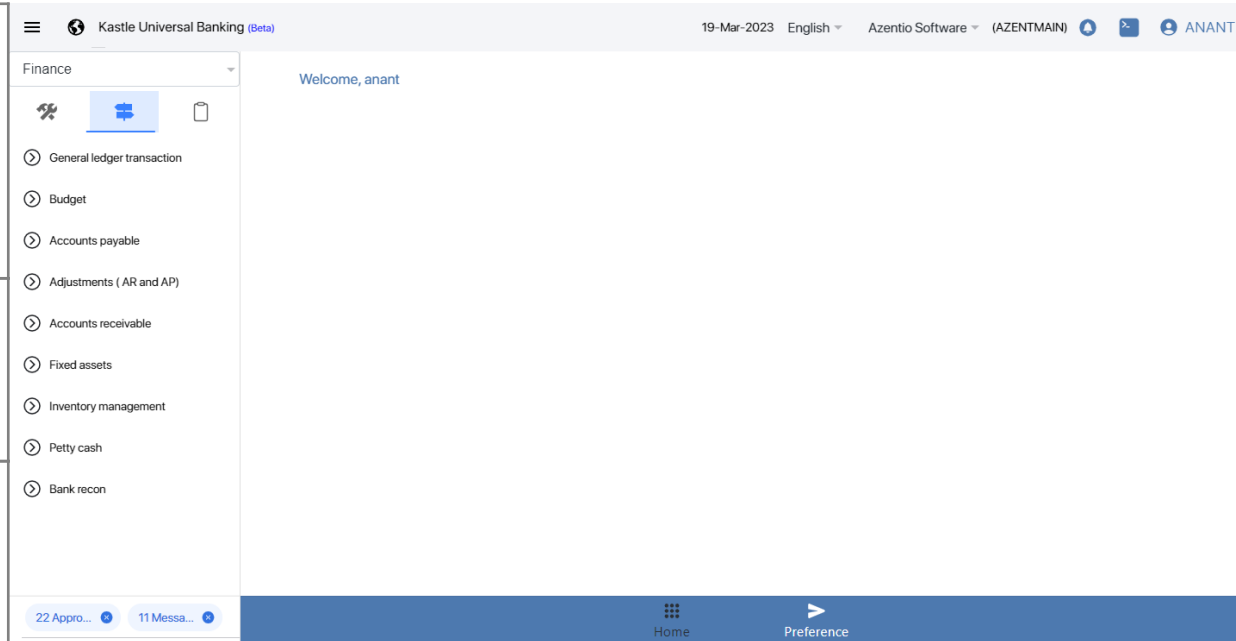 Kastle Universal Banking (Beta)
19-Mar-2023 English Azentio Software (AZENTMAIN) ANANT
Finance
Welcome, anant
General ledger transaction
Budget
Accounts payable
Adjustments ( AR and AP)
Accounts receivable
Fixed assets
Inventory management
Petty cash
Bank recon
22 Appro... 11 Messa...
Home Preference